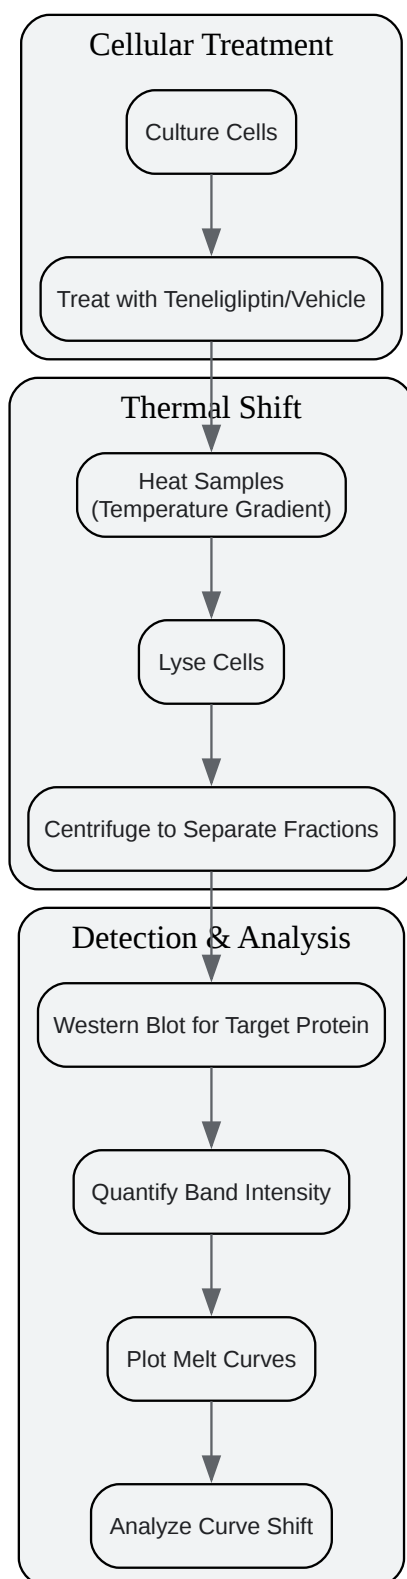 Cellular Treatment
Culture Cells
Treat with Teneligliptin/Vehicle
Thermal Shift
Heat Samples
(Temperature Gradient)
Lyse Cells
Centrifuge to Separate Fractions
Detection & Analysis
Western Blot for Target Protein
Quantify Band Intensity
Plot Melt Curves
Analyze Curve Shift